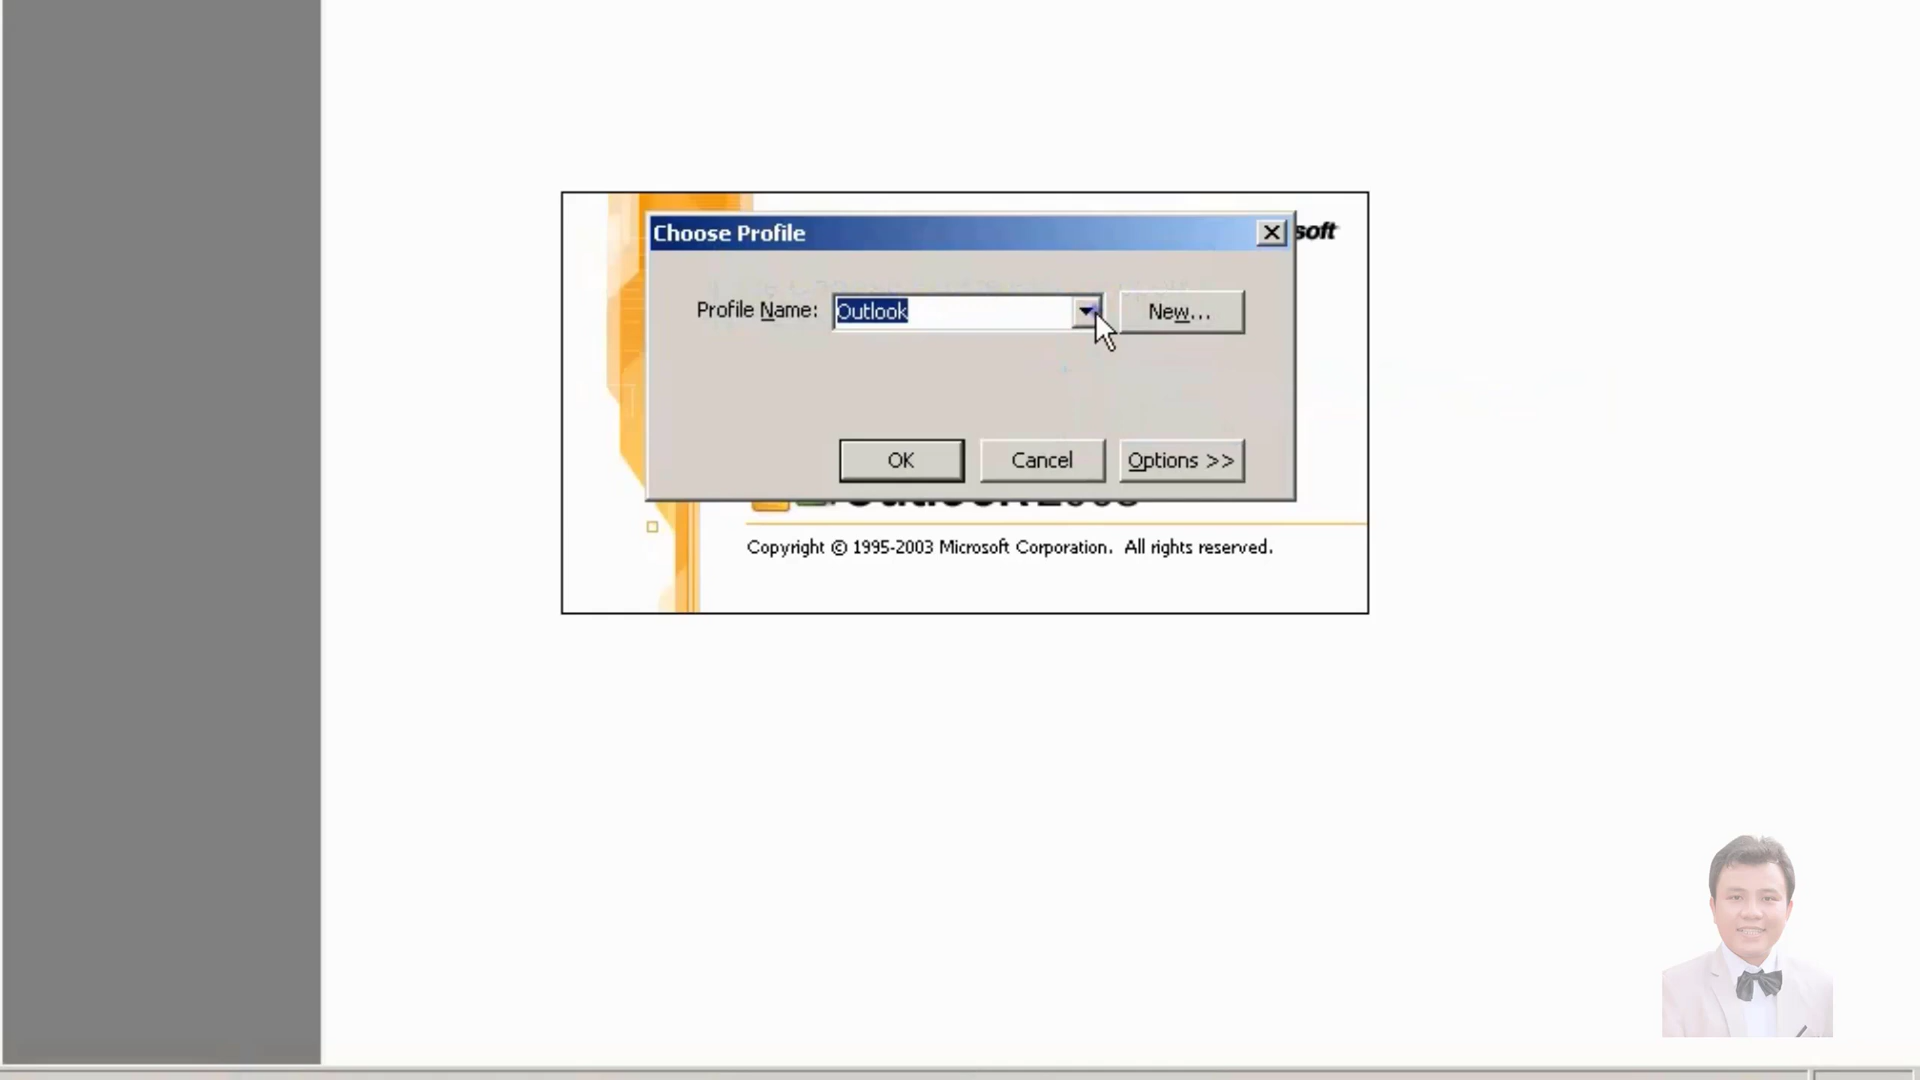 Choose Profile
soft
Profile Name: Outlook New...
OK Cancel Options >>
Copyright © 1995-2003 Microsoft Corporation. All rights reserved.